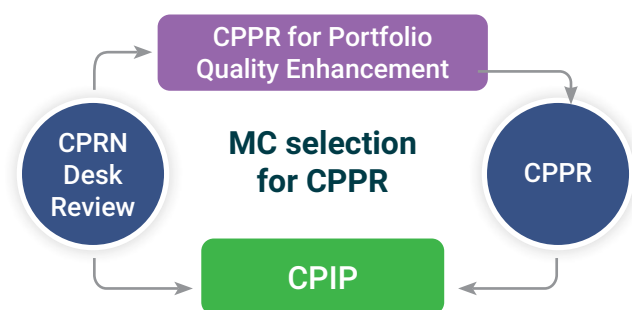 CPPR for Portfolio
Quality Enhancement
CPRN
Desk
Review
MC selection
for CPPR
CPPR
CPIP